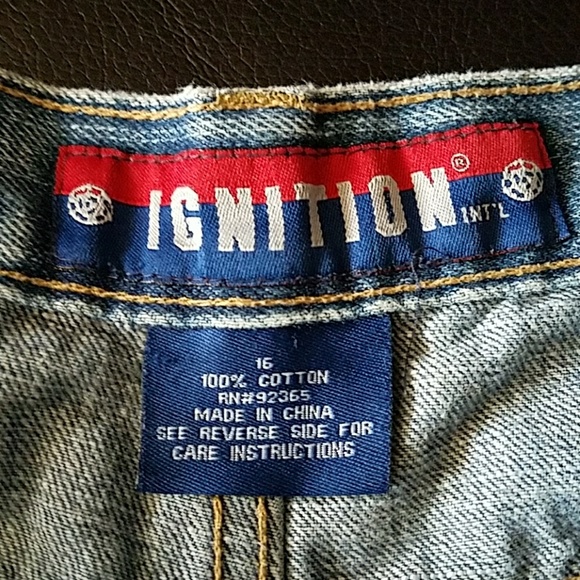 IGNITION® INT'L
16
100% COTTON
RN#92365
MADE IN CHINA
SEE REVERSE SIDE FOR
CARE INSTRUCTIONS